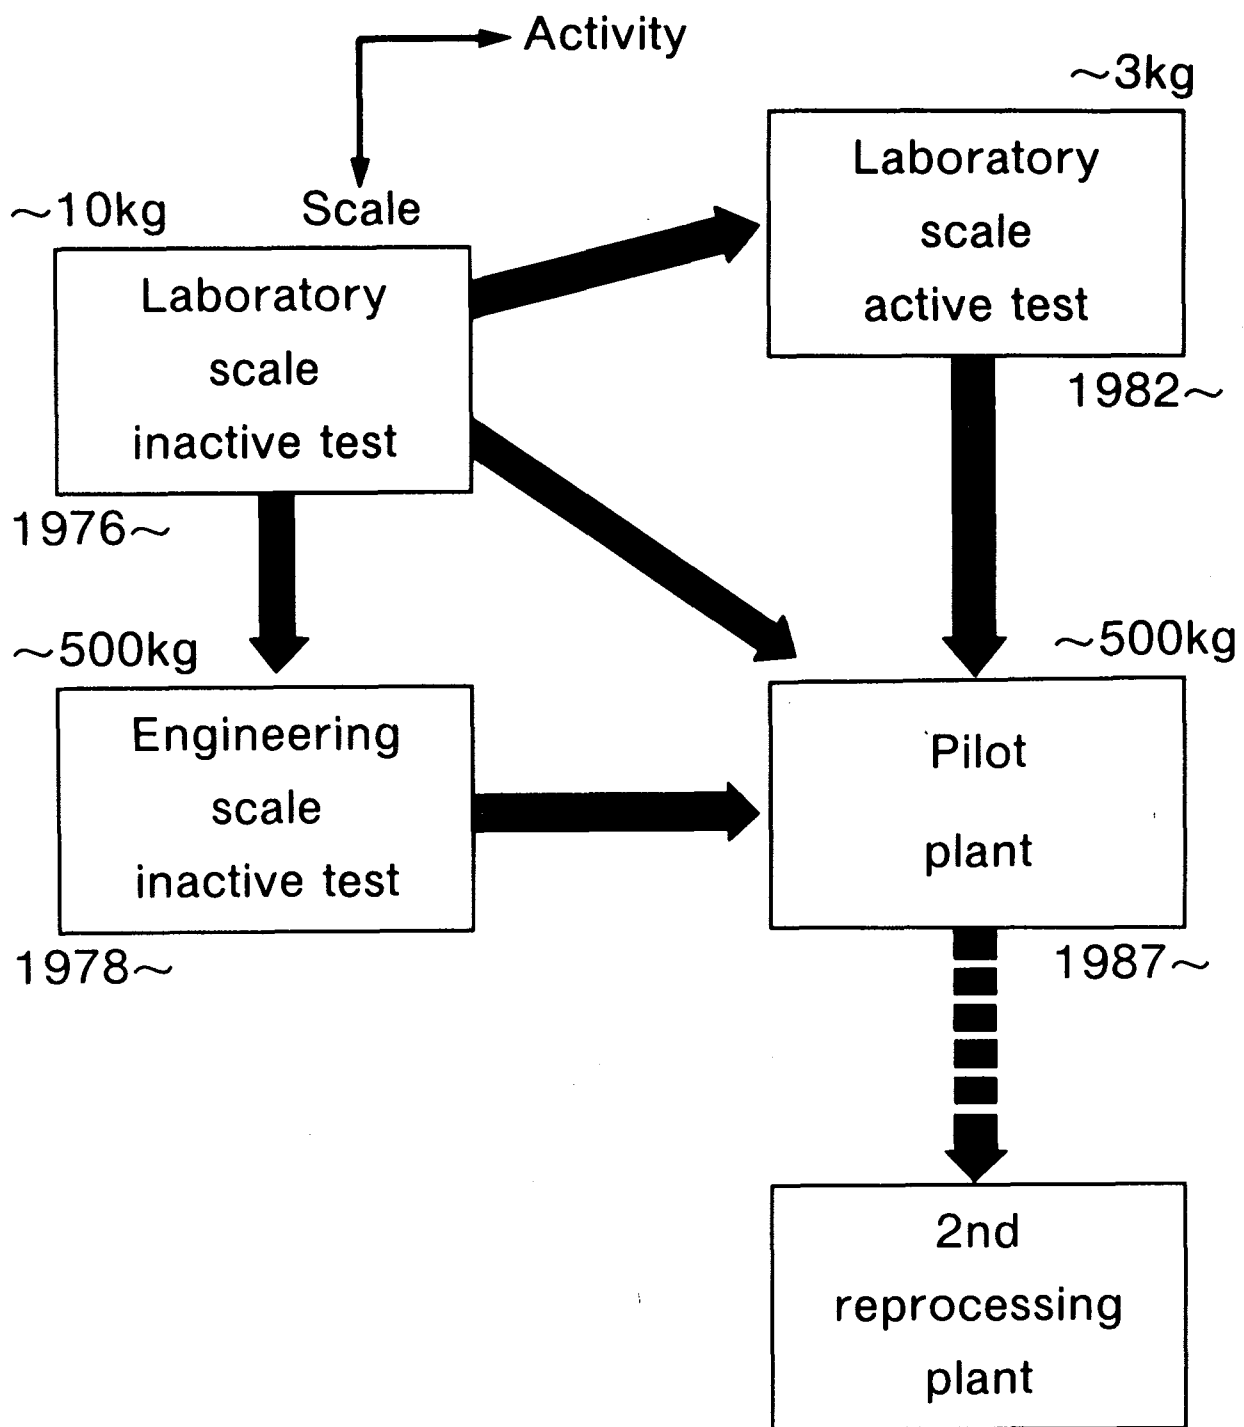 Activity
Scale
~10kg
Laboratory
scale
inactive test
1976~
~3kg
Laboratory
scale
active test
1982~
~500kg
Engineering
scale
inactive test
1978~
~500kg
Pilot
plant
1987~
2nd
reprocessing
plant